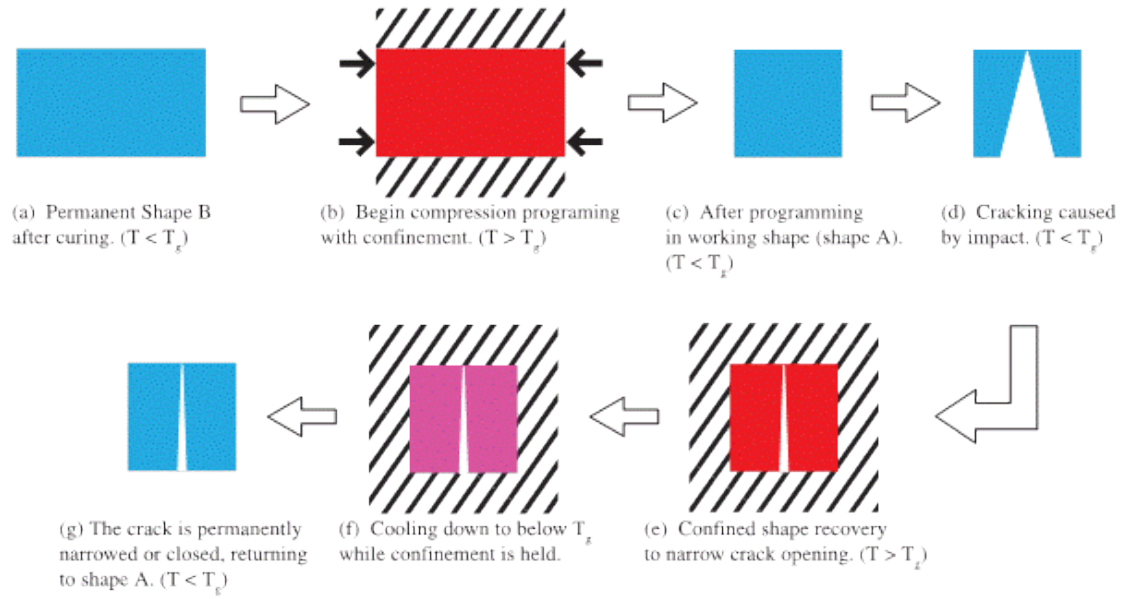 (a) Permanent Shape B
after curing. (T < Tg)
(b) Begin compression programing
with confinement. (T > Tg)
(c) After programming
in working shape (shape A).
(T < Tg)
(d) Cracking caused
by impact. (T < Tg)
(g) The crack is permanently
narrowed or closed, returning
to shape A. (T < Tg)
(f) Cooling down to below Tg
while confinement is held.
(e) Confined shape recovery
to narrow crack opening. (T > Tg)